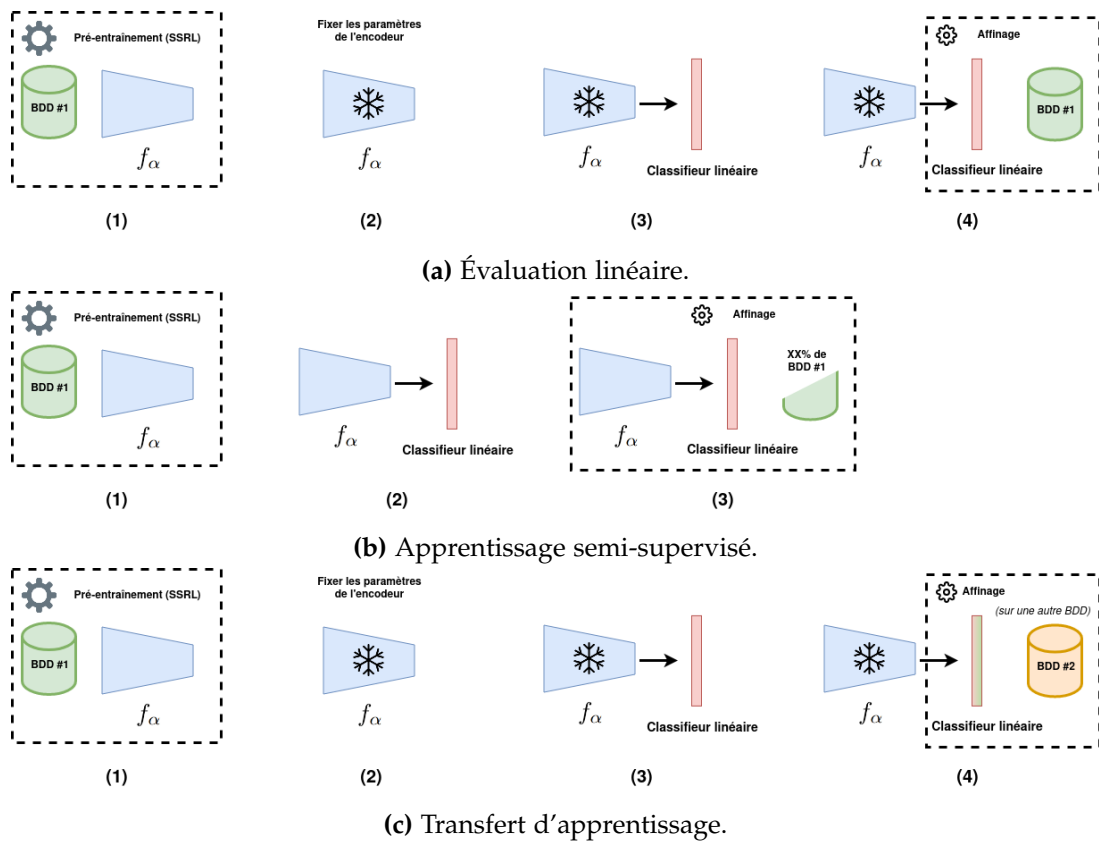 Pré-entraînement (SSRL)
BDD #1
fα
(1)
Fixer les paramètres
de l'encodeur
fα
(2)
fα
Classifieur linéaire
(3)
fα
Affinage
BDD #1
Classifieur linéaire
(4)
(a) Évaluation linéaire.
Pré-entraînement (SSRL)
BDD #1
fα
(1)
fα
Classifieur linéaire
(2)
Affinage
XX% de
BDD #1
fα
Classifieur linéaire
(3)
(b) Apprentissage semi-supervisé.
Pré-entraînement (SSRL)
BDD #1
fα
(1)
Fixer les paramètres
de l'encodeur
fα
(2)
fα
Classifieur linéaire
(3)
fα
Affinage
(sur une autre BDD)
BDD #2
Classifieur linéaire
(4)
(c) Transfert d'apprentissage.